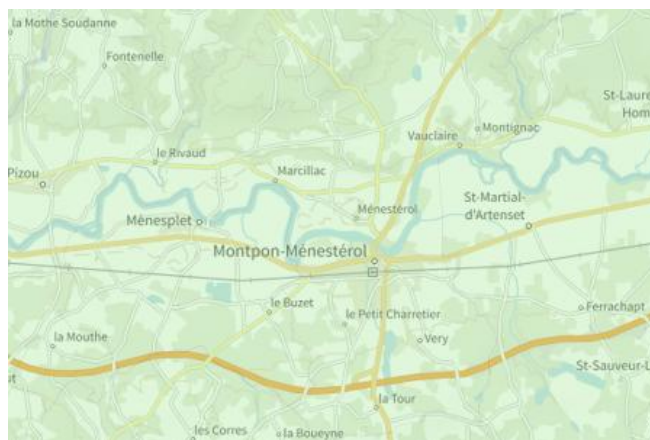 la Mothe Soudanne
Fontenelle
St-Laure
Hom
Montignac
Vauclaire
le Rivaud
Pizou
Marcillac
St-Martial-
d'Artenset
Ménestérol
Ménesplet
Montpon-Ménestérol
le Buzet
Ferrachapt
le Petit Charretier
Very
la Mouthe
St-Sauveur-L
st
la Tour
les Corres
la Boueyne